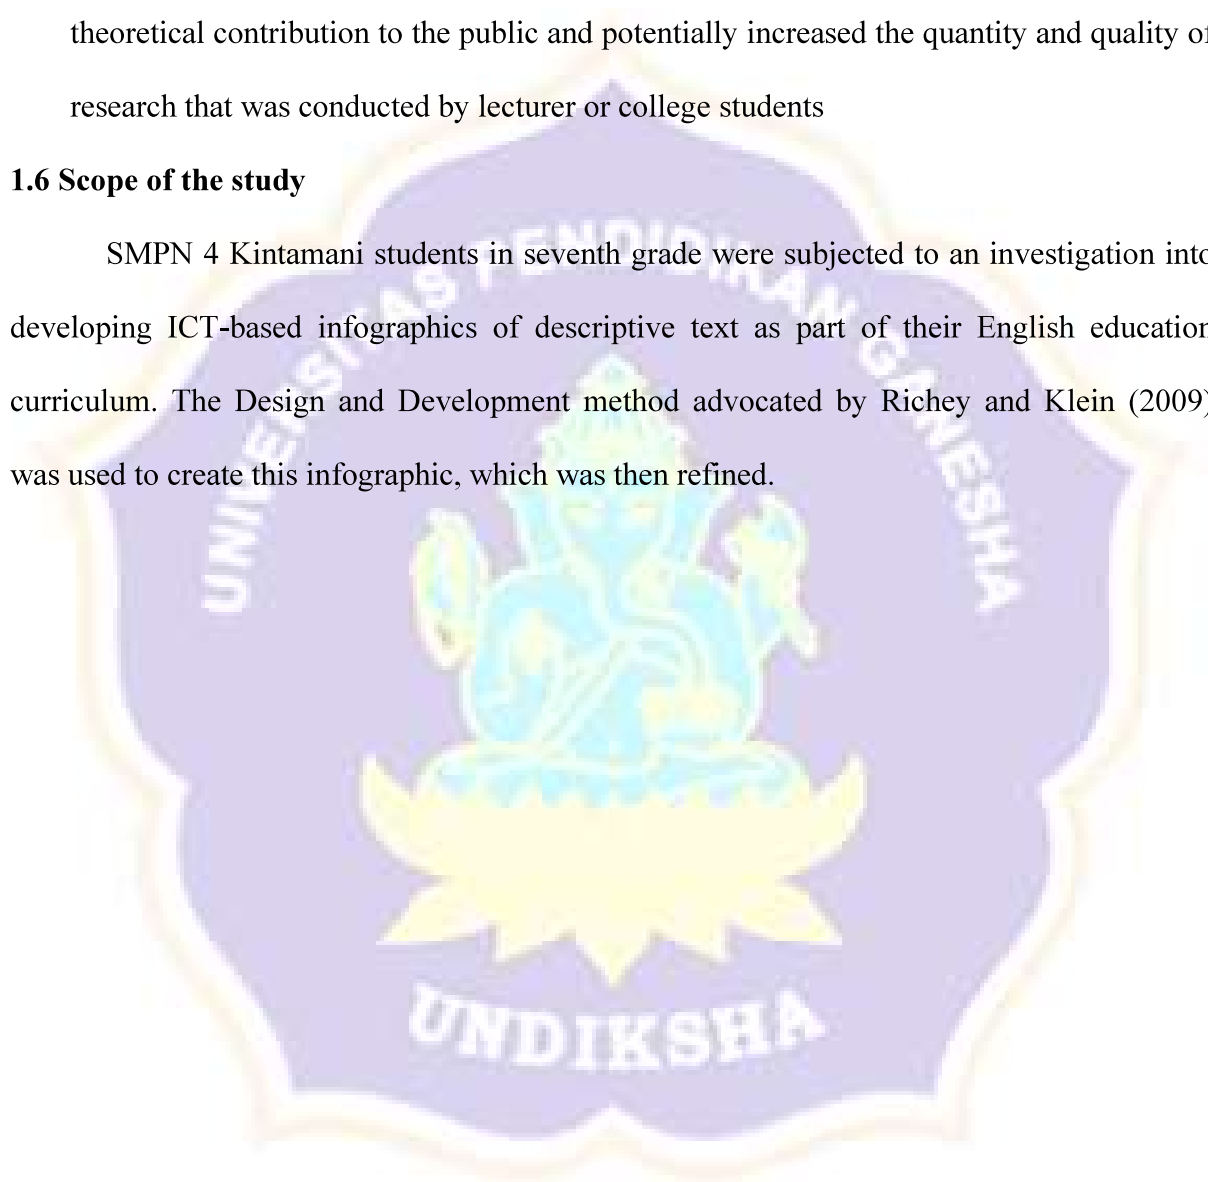 theoretical contribution to the public and potentially increased the quantity and quality of
research that was conducted by lecturer or college students
1.6 Scope of the study
SMPN 4 Kintamani students in seventh grade were subjected to an investigation into
developing ICT-based infographics of descriptive text as part of their English education
curriculum. The Design and Development method advocated by Richey and Klein (2009)
was used to create this infographic, which was then refined.
UNIVERSITAS PENDIDIKAN GANESHA
UNDIKSHA